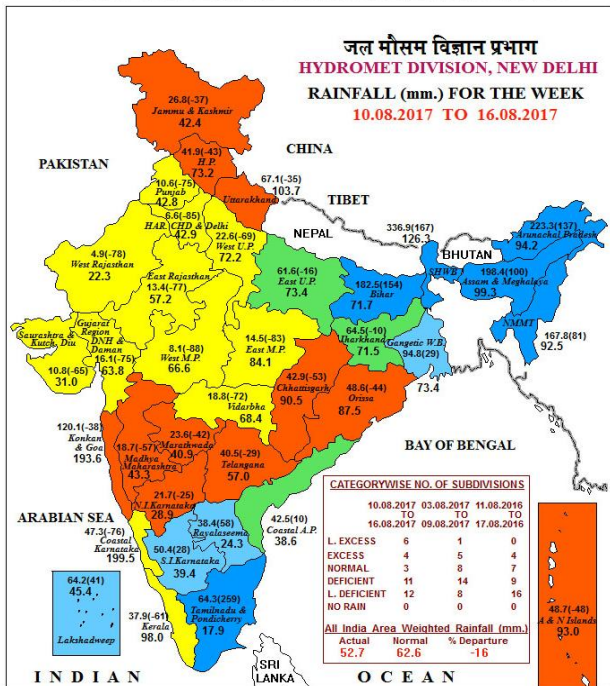 जल मौसम विज्ञान प्रभाग
HYDROMET DIVISION, NEW DELHI
RAINFALL (mm.) FOR THE WEEK
10.08.2017 TO 16.08.2017
26.8(-37)
Jammu & Kashmir
42.4
41.9(-43)
H.P.
73.2
PAKISTAN
CHINA
67.1(-35)
103.7
Uttarakhand
TIBET
10.6(-75)
Punjab
42.8
6.6(-85)
HAR. CHD & Delhi
42.9
22.6(-69)
West U.P.
72.2
NEPAL
336.9(167)
126.3
SHWB
BHUTAN
223.3(137)
Arunachal Pradesh
94.2
4.9(-78)
West Rajasthan
22.3
East Rajasthan
13.4(-77)
57.2
61.6(-16)
East U.P.
73.4
182.5(154)
Bihar
71.7
198.4(100)
Assam & Meghalaya
99.3
NMMT
167.8(81)
92.5
Saurashtra &
Kutch, Diu
10.8(-65)
31.0
Gujarat
Region
DNH &
Daman
16.1(-75)
63.8
8.1(-88)
West M.P.
66.6
14.5(-83)
East M.P.
84.1
64.5(-10)
Jharkhand
71.5
Gangetic W.B.
94.8(29)
73.4
42.9(-53)
Chhattisgarh
90.5
48.6(-44)
Orissa
87.5
18.8(-72)
Vidarbha
68.4
120.1(-38)
Konkan
& Goa
193.6
18.7(-57)
Madhya
Maharashtra
43.3
23.6(-42)
Marathwada
40.9
40.5(-29)
Telangana
57.0
BAY OF BENGAL
21.7(-25)
N.I.Karnataka
28.9
ARABIAN SEA
47.3(-76)
Coastal
Karnataka
199.5
38.4(58)
Rayalaseema
24.3
42.5(10)
Coastal A.P.
38.6
50.4(28)
S.I.Karnataka
39.4
64.2(41)
45.4
Lakshadweep
64.3(259)
Tamilnadu &
Pondicherry
17.9
37.9(-61)
Kerala
98.0
48.7(-48)
A & N Islands
93.0
CATEGORYWISE NO. OF SUBDIVISIONS
10.08.2017 03.08.2017 11.08.2016
TO TO TO
16.08.2017 09.08.2017 17.08.2016
L. EXCESS 6 1 0
EXCESS 4 5 4
NORMAL 3 8 7
DEFICIENT 11 14 9
L. DEFICIENT 12 8 16
NO RAIN 0 0 0
All India Area Weighted Rainfall (mm.)
Actual Normal % Departure
52.7 62.6 -16
SRI
LANKA
INDIAN OCEAN